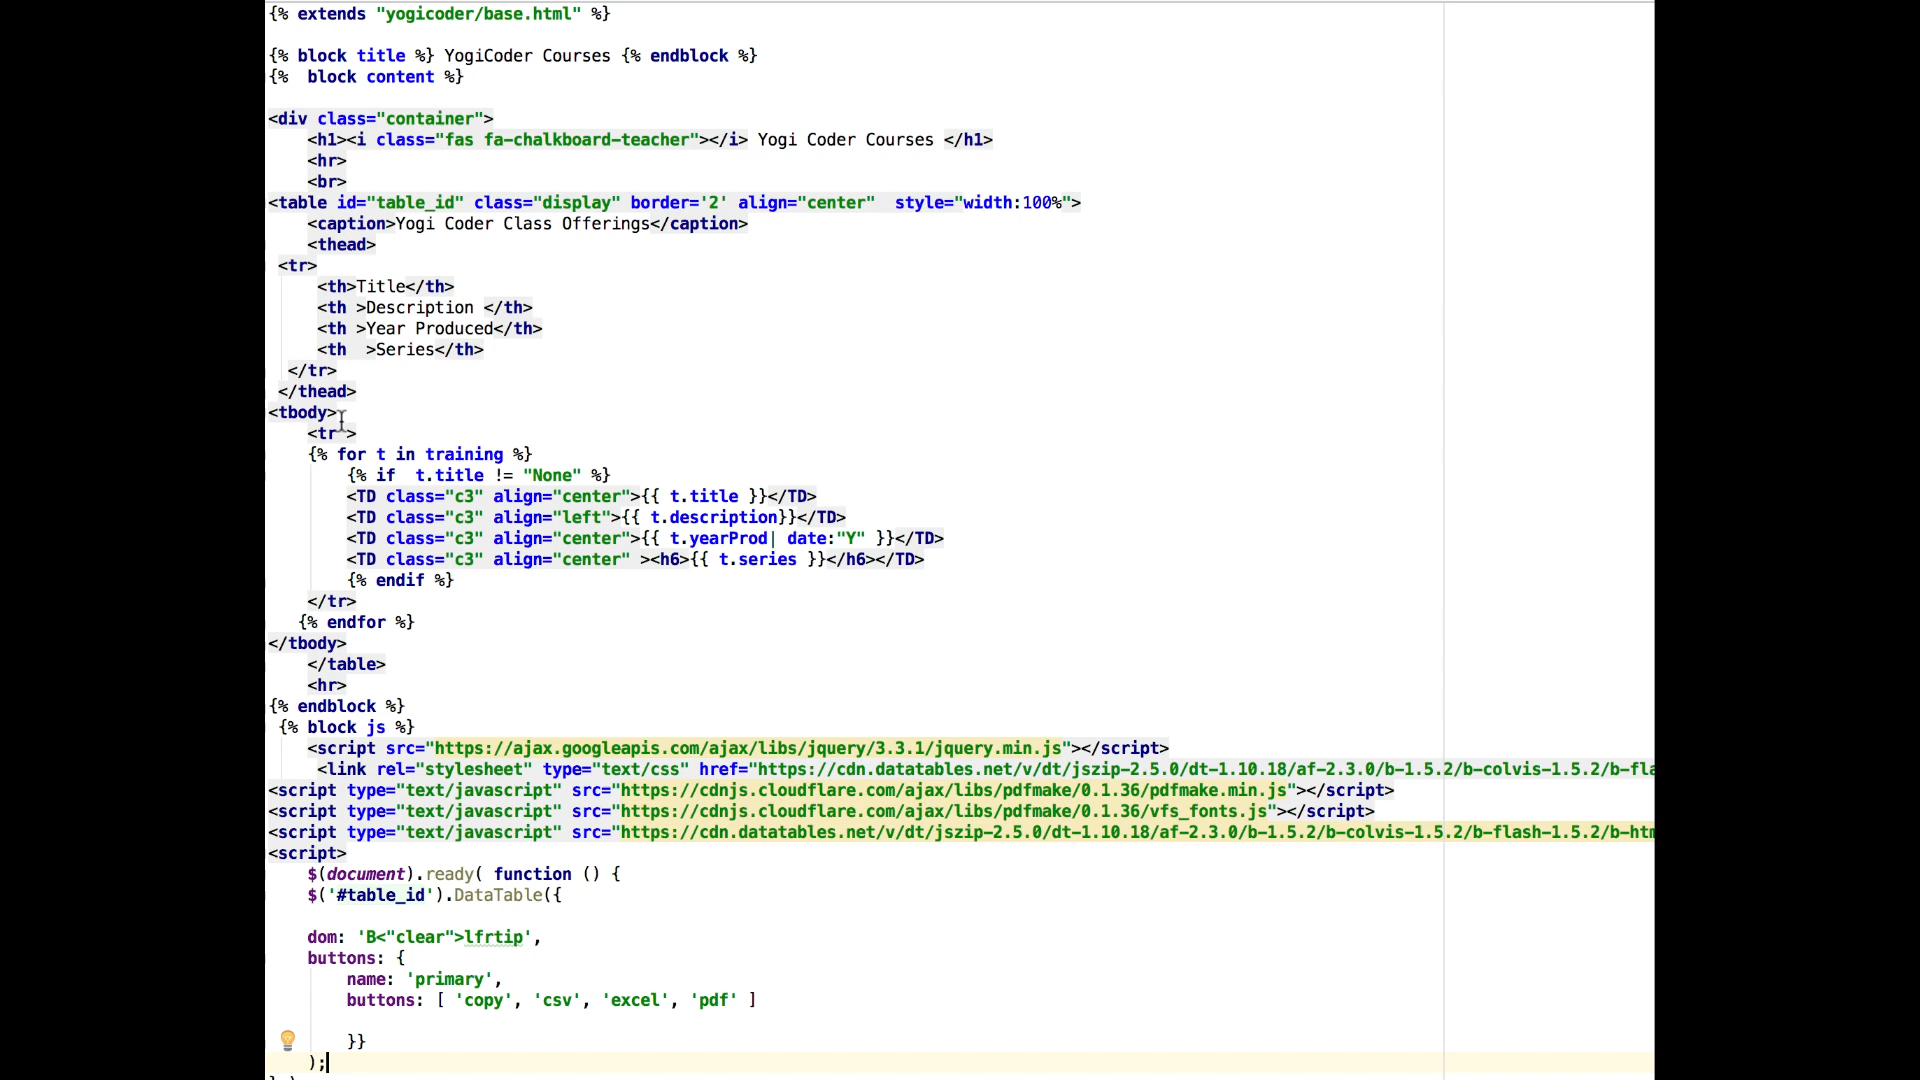 {% extends "yogicoder/base.html" %}
{% block title %} YogiCoder Courses {% endblock %}
{%  block content %}
<div class="container">
<h1><i class="fas fa-chalkboard-teacher"></i> Yogi Coder Courses </h1>
<hr>
<br>
<table id="table_id" class="display" border='2' align="center"  style="width:100%">
<caption>Yogi Coder Class Offerings</caption>
<thead>
<tr>
<th>Title</th>
<th >Description </th>
<th >Year Produced</th>
<th  >Series</th>
</tr>
</thead>
<tbody>
<tr >
{% for t in training %}
{% if  t.title != "None" %}
<TD class="c3" align="center">{{ t.title }}</TD>
<TD class="c3" align="left">{{ t.description}}</TD>
<TD class="c3" align="center">{{ t.yearProd| date:"Y" }}</TD>
<TD class="c3" align="center" ><h6>{{ t.series }}</h6></TD>
{% endif %}
</tr>
{% endfor %}
</tbody>
</table>
<hr>
{% endblock %}
{% block js %}
<script src="https://ajax.googleapis.com/ajax/libs/jquery/3.3.1/jquery.min.js"></script>
<link rel="stylesheet" type="text/css" href="https://cdn.datatables.net/v/dt/jszip-2.5.0/dt-1.10.18/af-2.3.0/b-1.5.2/b-colvis-1.5.2/b-fla
<script type="text/javascript" src="https://cdnjs.cloudflare.com/ajax/libs/pdfmake/0.1.36/pdfmake.min.js"></script>
<script type="text/javascript" src="https://cdnjs.cloudflare.com/ajax/libs/pdfmake/0.1.36/vfs_fonts.js"></script>
<script type="text/javascript" src="https://cdn.datatables.net/v/dt/jszip-2.5.0/dt-1.10.18/af-2.3.0/b-1.5.2/b-colvis-1.5.2/b-flash-1.5.2/b-htm
<script>
$(document).ready( function () {
$('#table_id').DataTable({
dom: 'B<"clear">lfrtip',
buttons: {
name: 'primary',
buttons: [ 'copy', 'csv', 'excel', 'pdf' ]
}}
);